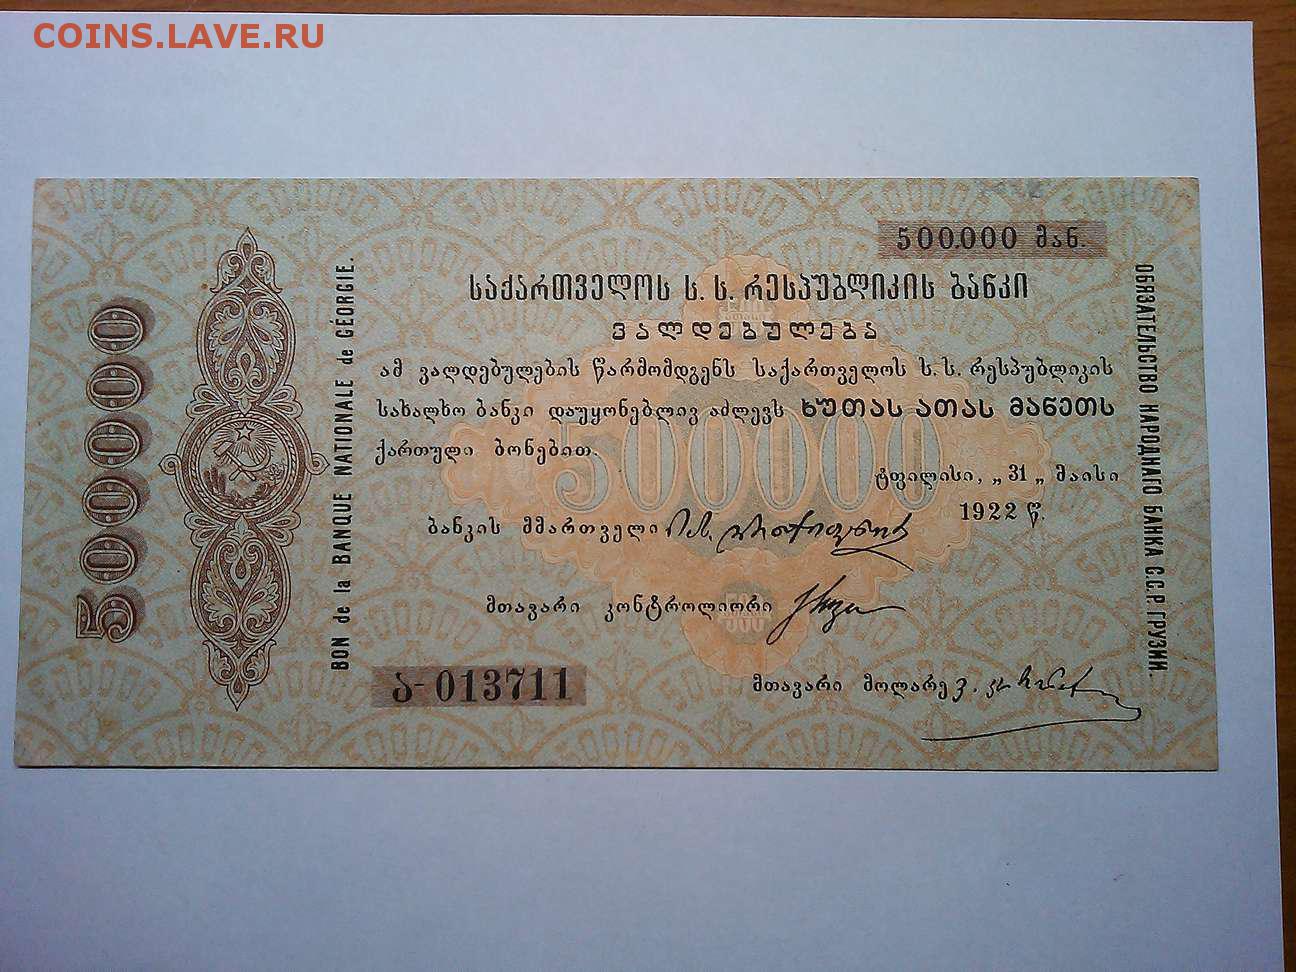 COINS.LAVE.RU
500.000 მან.
500000
BON de la BANQUE NATIONALE de GÉORGIE.
საქართველოს ს. ს. რესპუბლიკის ბანკი
ვალდებულება
ამ ვალდებულების წარმომდგენს საქართველოს ს. ს. რესპუბლიკის
სახალხო ბანკი დაუყონებლივ აძლევს ხუთას ათას მანეთს
ქართული ბონებით.
500000
ტფილისი, „ 31 „ მაისი
1922 წ.
ბანკის მმართველი
მთავარი კონტროლიორი
მთავარი მოლარე
ა-013711
ОБЯЗАТЕЛЬСТВО НАРОДНАГО БАНКА С.С.Р. ГРУЗИИ.